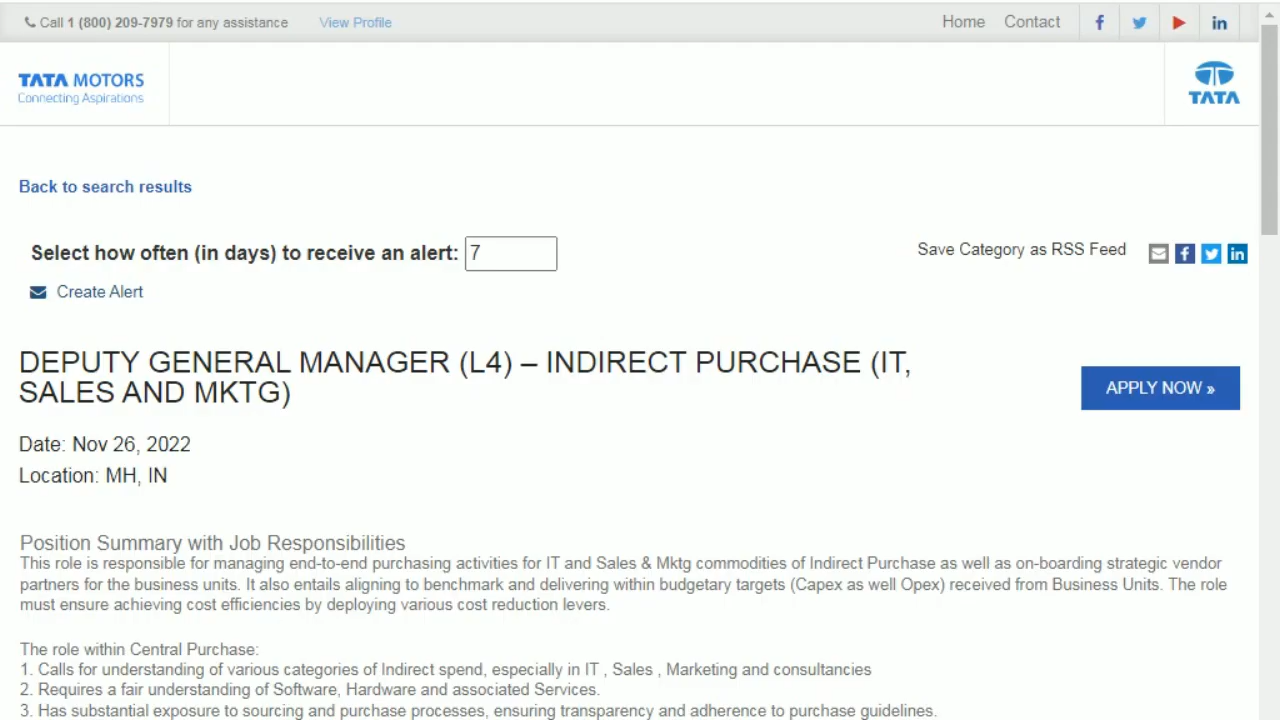 Call 1 (800) 209-7979 for any assistance View Profile Home Contact
TATA MOTORS
Connecting Aspirations
TATA
Back to search results
Select how often (in days) to receive an alert: 7
Save Category as RSS Feed
Create Alert
DEPUTY GENERAL MANAGER (L4) – INDIRECT PURCHASE (IT,
SALES AND MKTG)
APPLY NOW »
Date: Nov 26, 2022
Location: MH, IN
Position Summary with Job Responsibilities
This role is responsible for managing end-to-end purchasing activities for IT and Sales & Mktg commodities of Indirect Purchase as well as on-boarding strategic vendor
partners for the business units. It also entails aligning to benchmark and delivering within budgetary targets (Capex as well Opex) received from Business Units. The role
must ensure achieving cost efficiencies by deploying various cost reduction levers.
The role within Central Purchase:
1. Calls for understanding of various categories of Indirect spend, especially in IT , Sales , Marketing and consultancies
2. Requires a fair understanding of Software, Hardware and associated Services.
3. Has substantial exposure to sourcing and purchase processes, ensuring transparency and adherence to purchase guidelines.